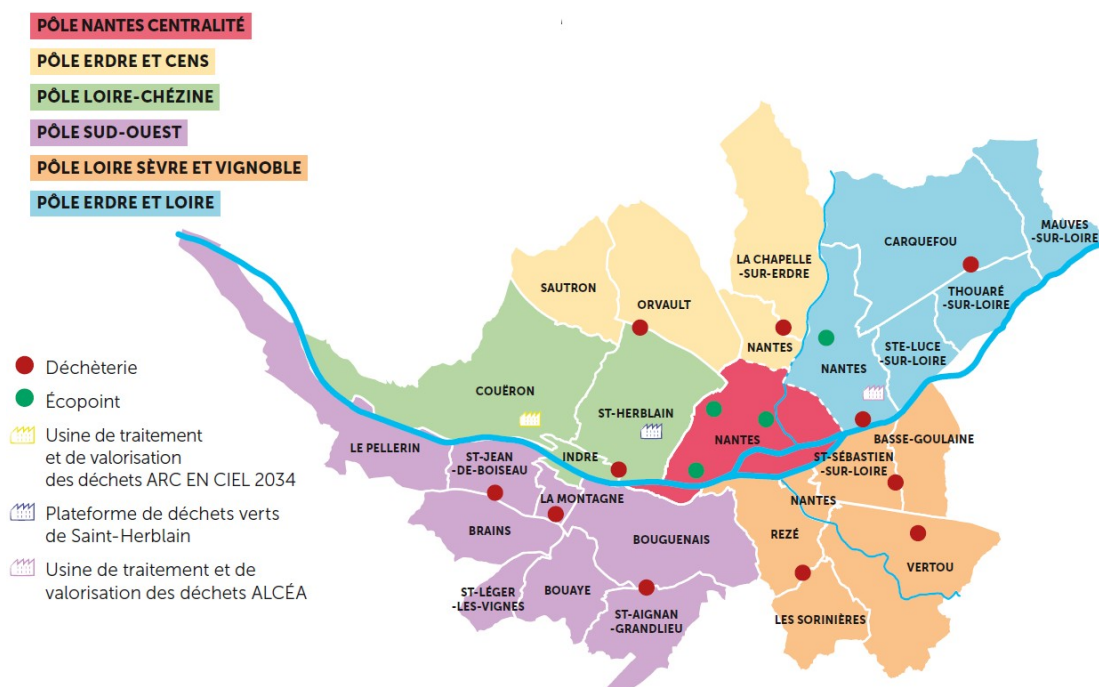 PÔLE NANTES CENTRALITÉ
PÔLE ERDRE ET CENS
PÔLE LOIRE-CHÉZINE
PÔLE SUD-OUEST
PÔLE LOIRE SÈVRE ET VIGNOBLE
PÔLE ERDRE ET LOIRE
MAUVES
-SUR-LOIRE
CARQUEFOU
LA CHAPELLE
-SUR-ERDRE
SAUTRON
ORVAULT
THOUARÉ
-SUR-LOIRE
NANTES
STE-LUCE
-SUR-LOIRE
NANTES
Déchèterie
Écopoint
Usine de traitement
et de valorisation
des déchets ARC EN CIEL 2034
Plateforme de déchets verts
de Saint-Herblain
Usine de traitement et de
valorisation des déchets ALCÉA
COUËRON
ST-HERBLAIN
NANTES
BASSE-GOULAINE
LE PELLERIN
ST-JEAN
-DE-BOISEAU
INDRE
ST-SÉBASTIEN
-SUR-LOIRE
LA MONTAGNE
NANTES
BRAINS
BOUGUENAIS
REZÉ
VERTOU
ST-LÉGER
-LES-VIGNES
BOUAYE
ST-AIGNAN
-GRANDLIEU
LES SORINIÈRES